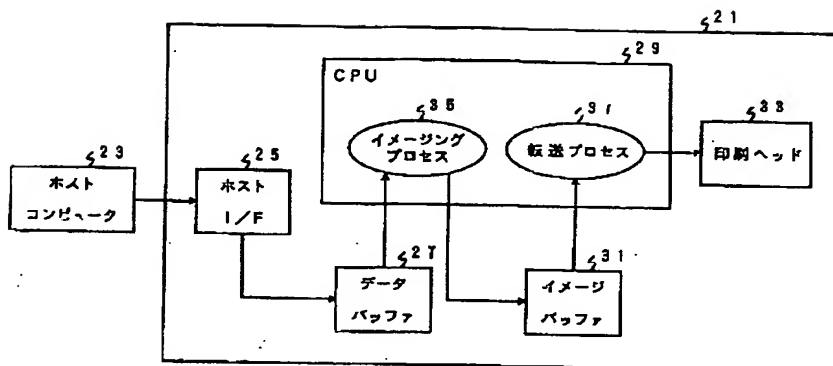 21
29
CPU
35
イメージング
プロセス
37
転送プロセス
33
印刷ヘッド
23
ホスト
コンピュータ
25
ホスト
I/F
27
データ
バッファ
31
イメージ
バッファ